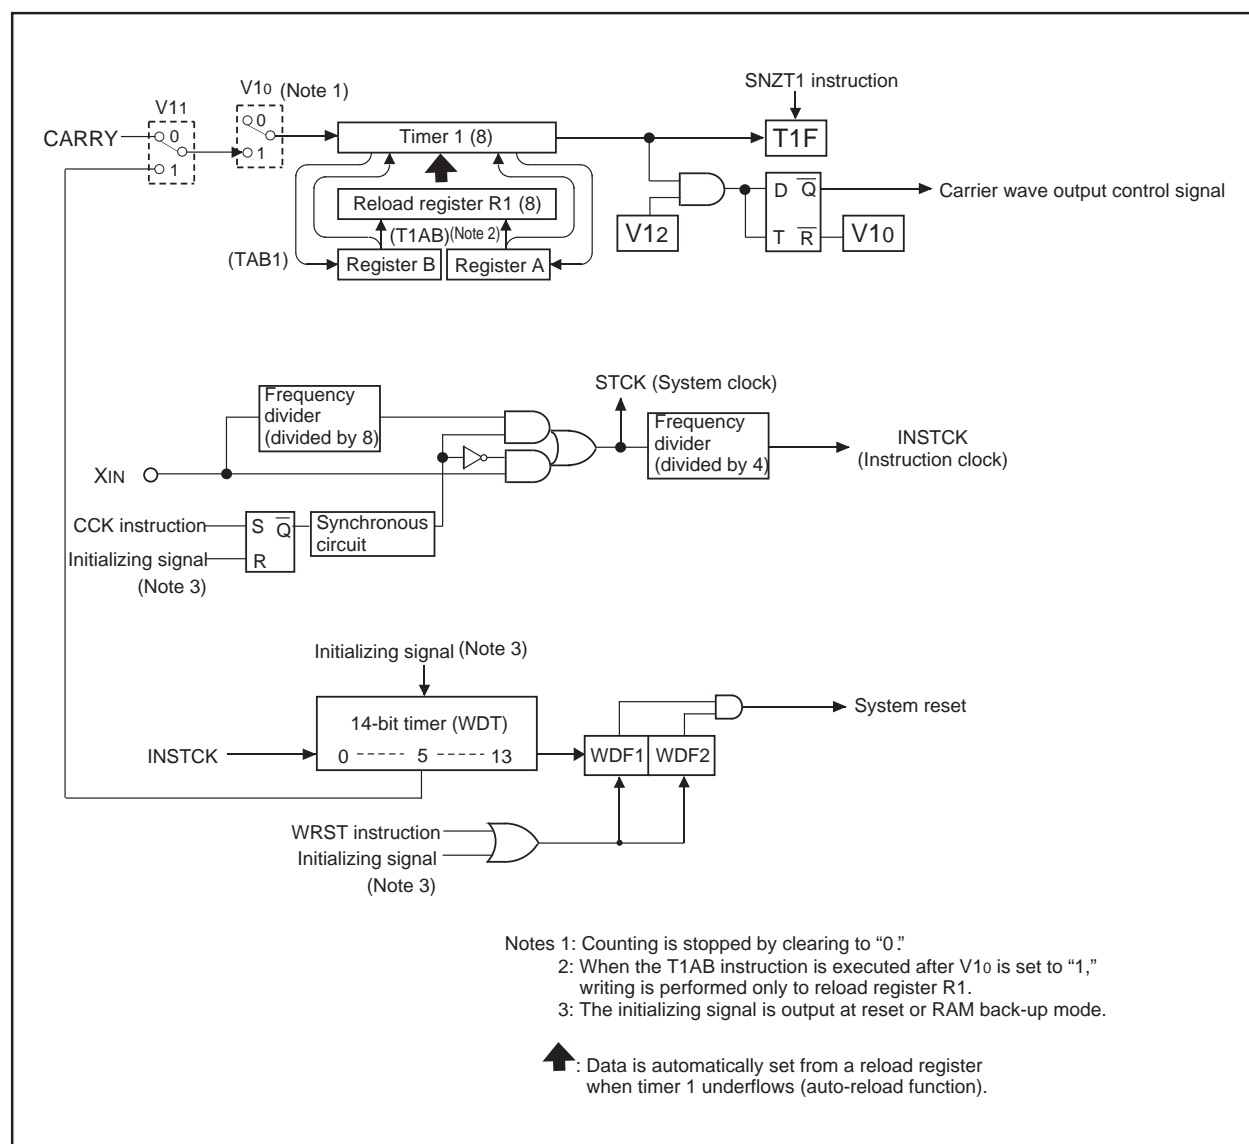 SNZT1 instruction
V10 (Note 1)
V11
0
CARRY
0
Timer 1 (8)
T1F
1
1
D Q
Carrier wave output control signal
Reload register R1 (8)
(T1AB)(Note 2)
V12
T R
V10
(TAB1)
Register B
Register A
STCK (System clock)
Frequency
divider
(divided by 8)
Frequency
divider
(divided by 4)
INSTCK
(Instruction clock)
XIN
CCK instruction
S Q
Synchronous
circuit
Initializing signal
R
(Note 3)
Initializing signal (Note 3)
System reset
14-bit timer (WDT)
INSTCK
0 ----- 5 ----- 13
WDF1
WDF2
WRST instruction
Initializing signal
(Note 3)
Notes 1: Counting is stopped by clearing to “0.”
2: When the T1AB instruction is executed after V10 is set to “1,”
writing is performed only to reload register R1.
3: The initializing signal is output at reset or RAM back-up mode.
: Data is automatically set from a reload register
when timer 1 underflows (auto-reload function).